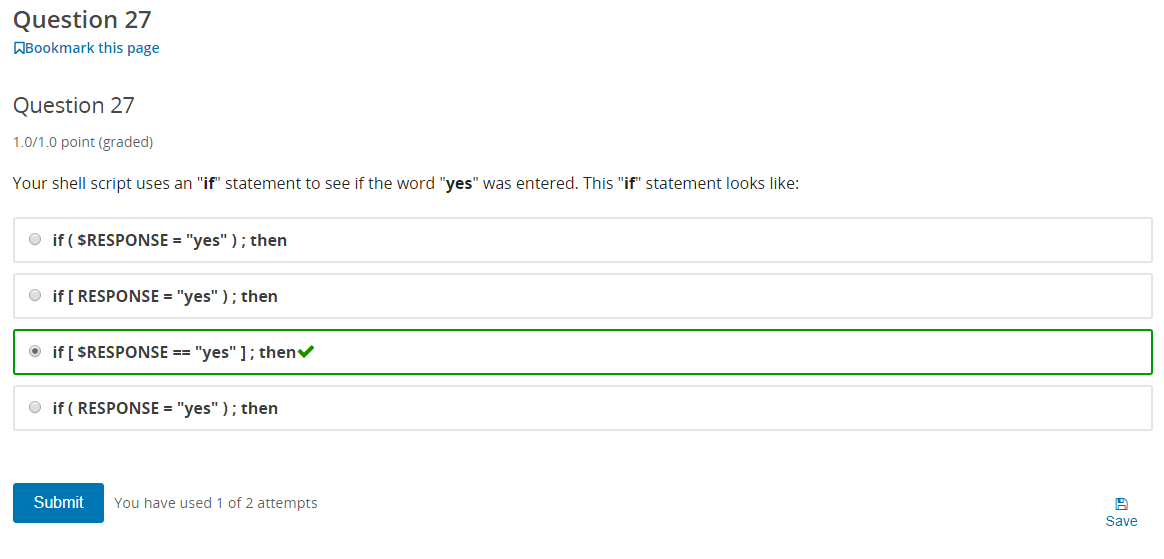 Question 27
Bookmark this page
Question 27
1.0/1.0 point (graded)
Your shell script uses an "if" statement to see if the word "yes" was entered. This "if" statement looks like:
if ( $RESPONSE = "yes" ) ; then
if [ RESPONSE = "yes" ) ; then
if [ $RESPONSE == "yes" ] ; then
if ( RESPONSE = "yes" ) ; then
Submit You have used 1 of 2 attempts
Save